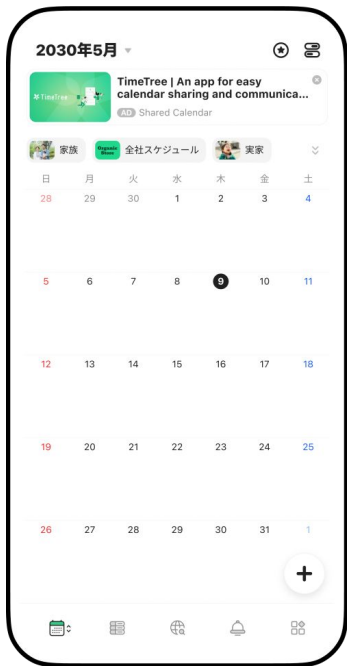 2030年5月
TimeTree
TimeTree | An app for easy
calendar sharing and communica...
AD Shared Calendar
家族
Organic Store 全社スケジュール
実家
日 月 火 水 木 金 土
28 29 30 1 2 3 4
5 6 7 8 9 10 11
12 13 14 15 16 17 18
19 20 21 22 23 24 25
26 27 28 29 30 31 1